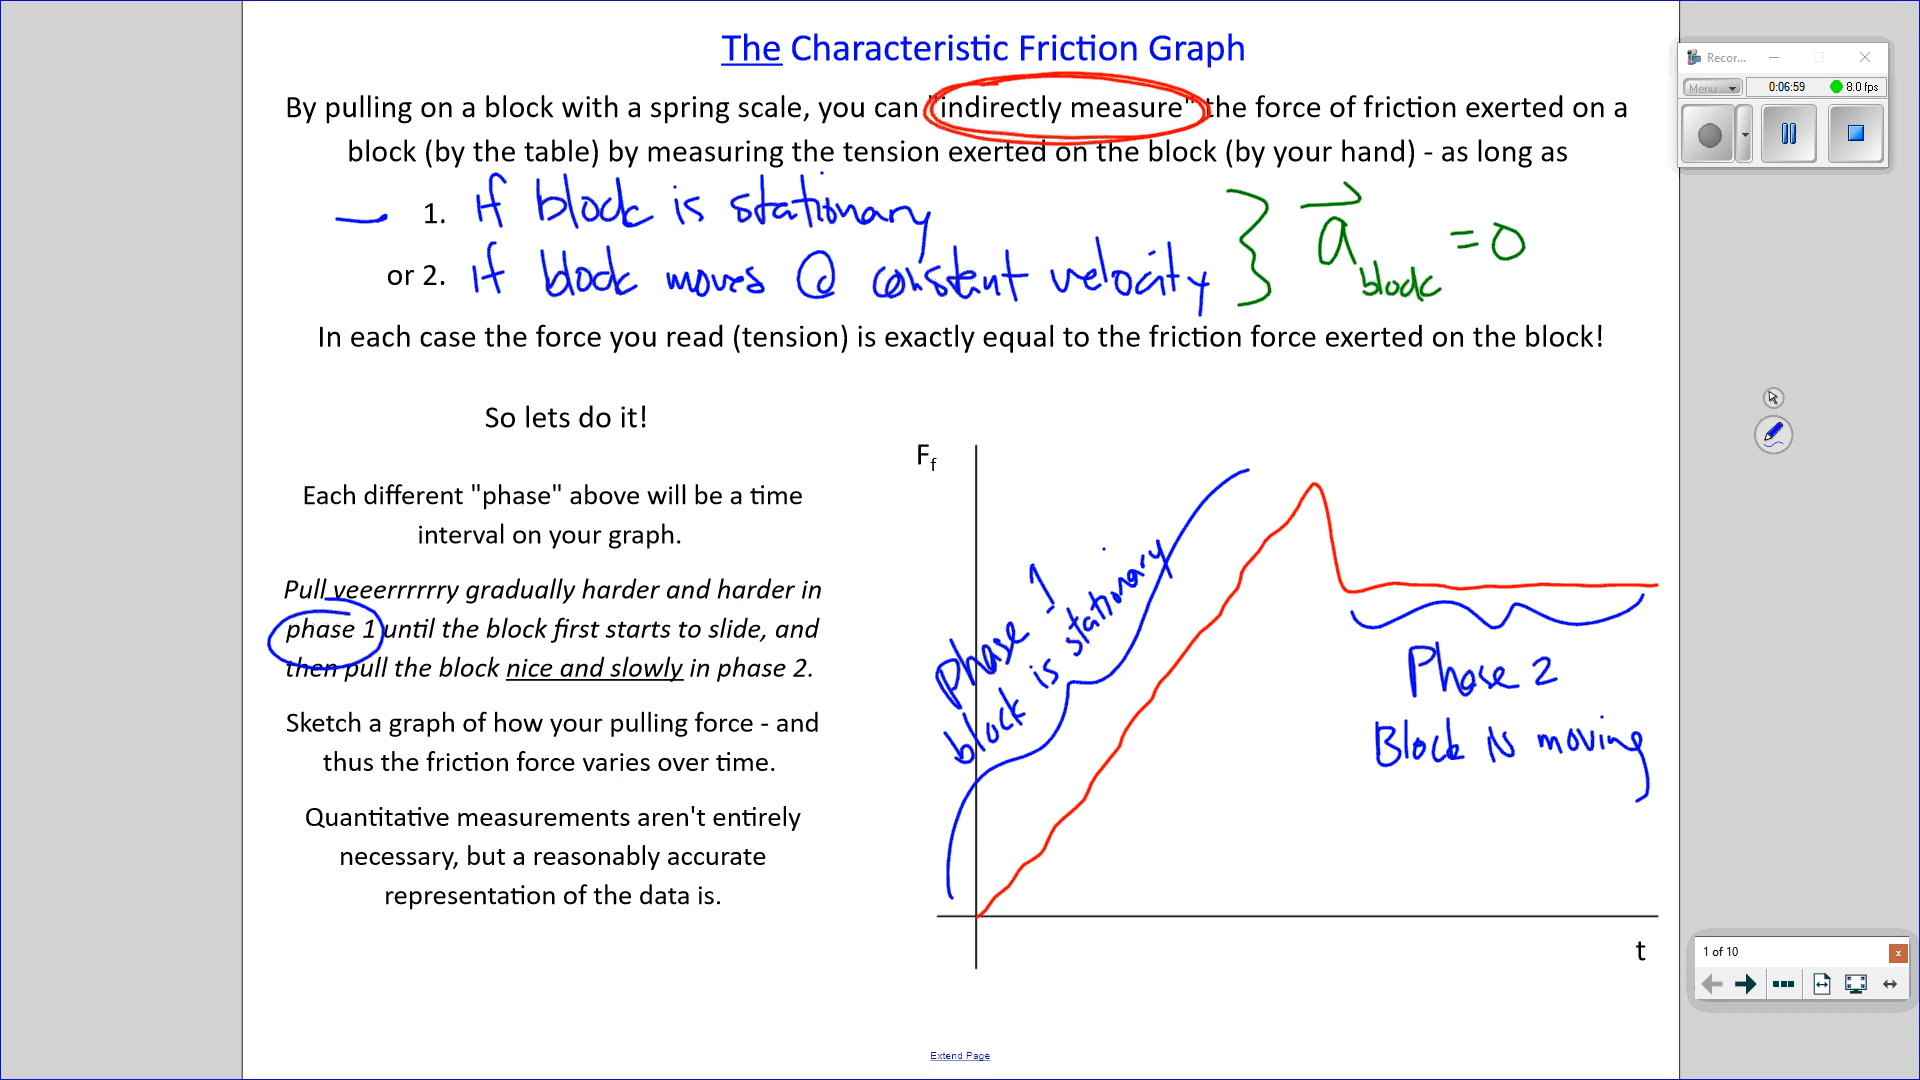 The Characteristic Friction Graph
By pulling on a block with a spring scale, you can "indirectly measure" the force of friction exerted on a
block (by the table) by measuring the tension exerted on the block (by your hand) - as long as
1. If block is stationary
or 2. If block moves @ constant velocity
a block = 0
In each case the force you read (tension) is exactly equal to the friction force exerted on the block!
So lets do it!
Each different "phase" above will be a time
interval on your graph.
Pull veeerrrrrry gradually harder and harder in
phase 1 until the block first starts to slide, and
then pull the block nice and slowly in phase 2.
Sketch a graph of how your pulling force - and
thus the friction force varies over time.
Quantitative measurements aren't entirely
necessary, but a reasonably accurate
representation of the data is.
Ff
phase 1
block is stationary
Phase 2
Block is moving
t
Extend Page
Recor...
Menu
0:06:59
8.0 fps
1 of 10